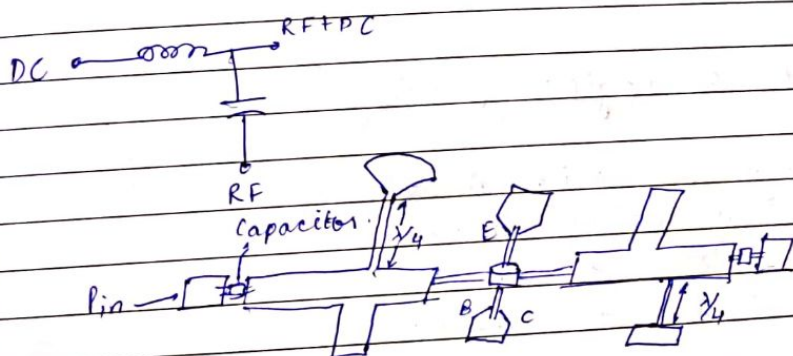 RF+DC
DC
RF
Capacitor.
λ/4
E
Pin
B
C
λ/4